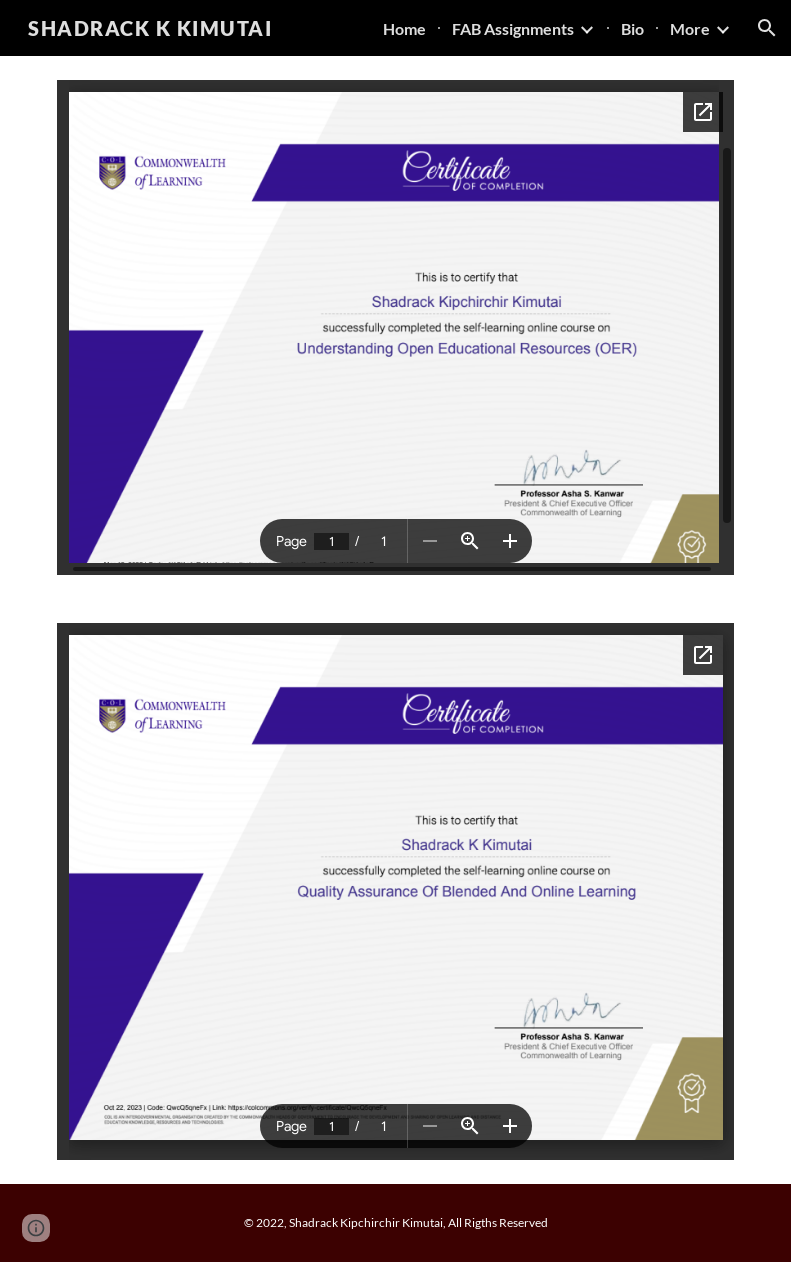 SHADRACK K KIMUTAI
Home · FAB Assignments · Bio · More
COMMONWEALTH
of LEARNING
Certificate
OF COMPLETION
This is to certify that
Shadrack Kipchirchir Kimutai
successfully completed the self-learning online course on
Understanding Open Educational Resources (OER)
Professor Asha S. Kanwar
President & Chief Executive Officer
Commonwealth of Learning
Page 1 / 1
COMMONWEALTH
of LEARNING
Certificate
OF COMPLETION
This is to certify that
Shadrack K Kimutai
successfully completed the self-learning online course on
Quality Assurance Of Blended And Online Learning
Professor Asha S. Kanwar
President & Chief Executive Officer
Commonwealth of Learning
Oct 22, 2023 | Code: QwcQSqneFx | Link: https://colcommons.org/verify-certificate/QwcQSqneFx
Page 1 / 1
© 2022, Shadrack Kipchirchir Kimutai, All Rigths Reserved